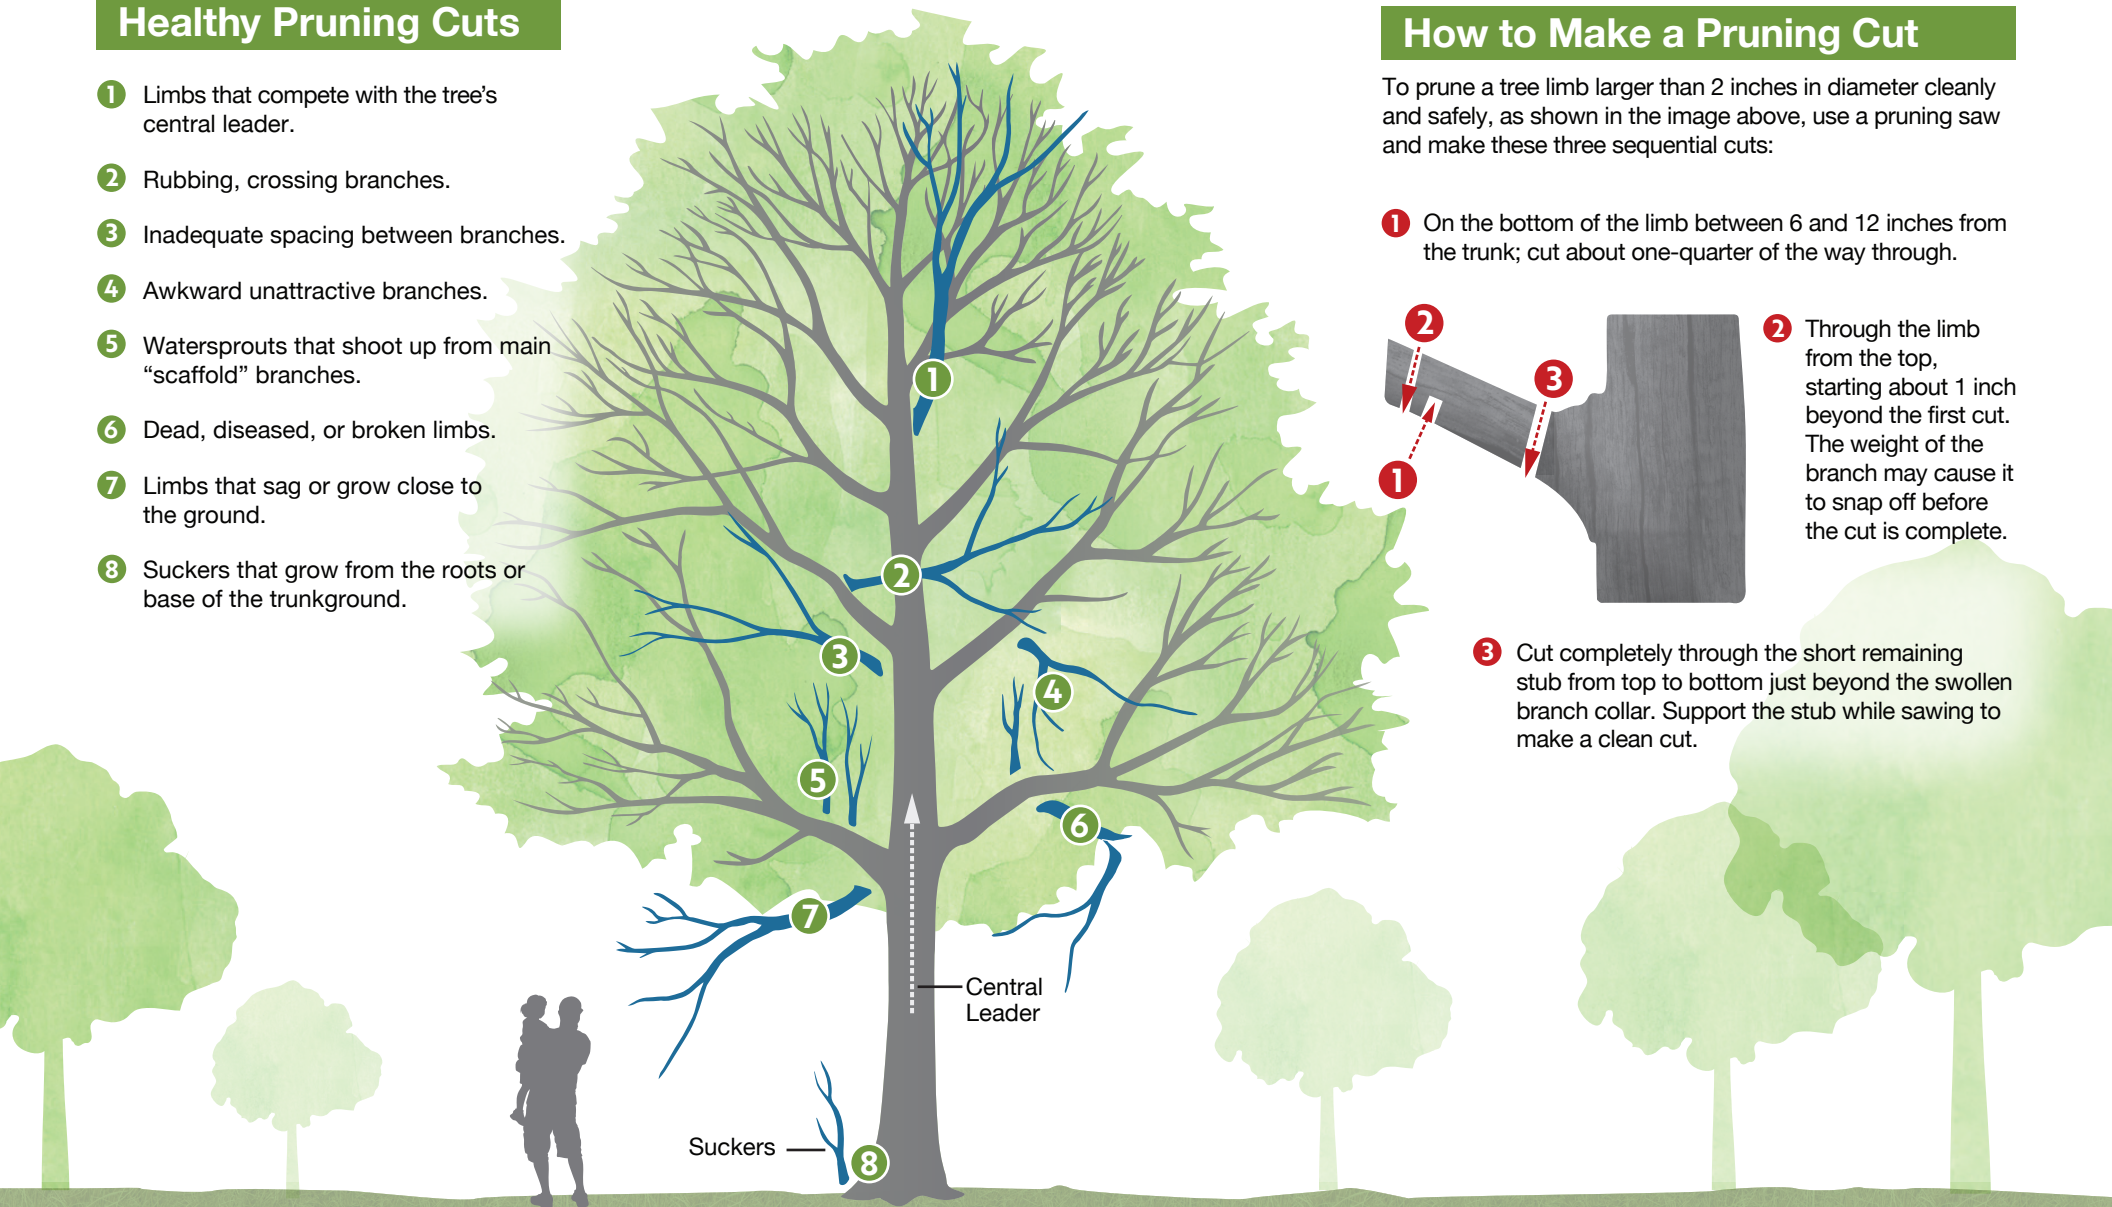 Healthy Pruning Cuts
1 Limbs that compete with the tree’s
central leader.
2 Rubbing, crossing branches.
3 Inadequate spacing between branches.
4 Awkward unattractive branches.
5 Watersprouts that shoot up from main
“scaffold” branches.
6 Dead, diseased, or broken limbs.
7 Limbs that sag or grow close to
the ground.
8 Suckers that grow from the roots or
base of the trunkground.
1
2
3
4
5
6
7
Central
Leader
Suckers
8
How to Make a Pruning Cut
To prune a tree limb larger than 2 inches in diameter cleanly
and safely, as shown in the image above, use a pruning saw
and make these three sequential cuts:
1 On the bottom of the limb between 6 and 12 inches from
the trunk; cut about one-quarter of the way through.
2
3
1
2 Through the limb
from the top,
starting about 1 inch
beyond the first cut.
The weight of the
branch may cause it
to snap off before
the cut is complete.
3 Cut completely through the short remaining
stub from top to bottom just beyond the swollen
branch collar. Support the stub while sawing to
make a clean cut.